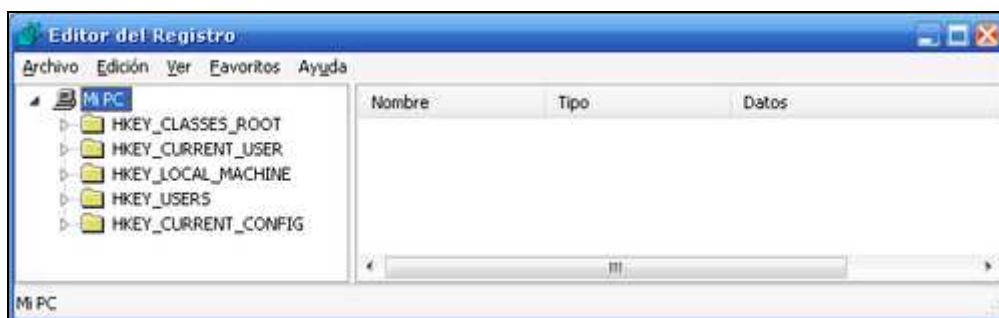 Editor del Registro
Archivo Edición Ver Favoritos Ayuda
Mi PC
Nombre Tipo Datos
HKEY_CLASSES_ROOT
HKEY_CURRENT_USER
HKEY_LOCAL_MACHINE
HKEY_USERS
HKEY_CURRENT_CONFIG
Mi PC